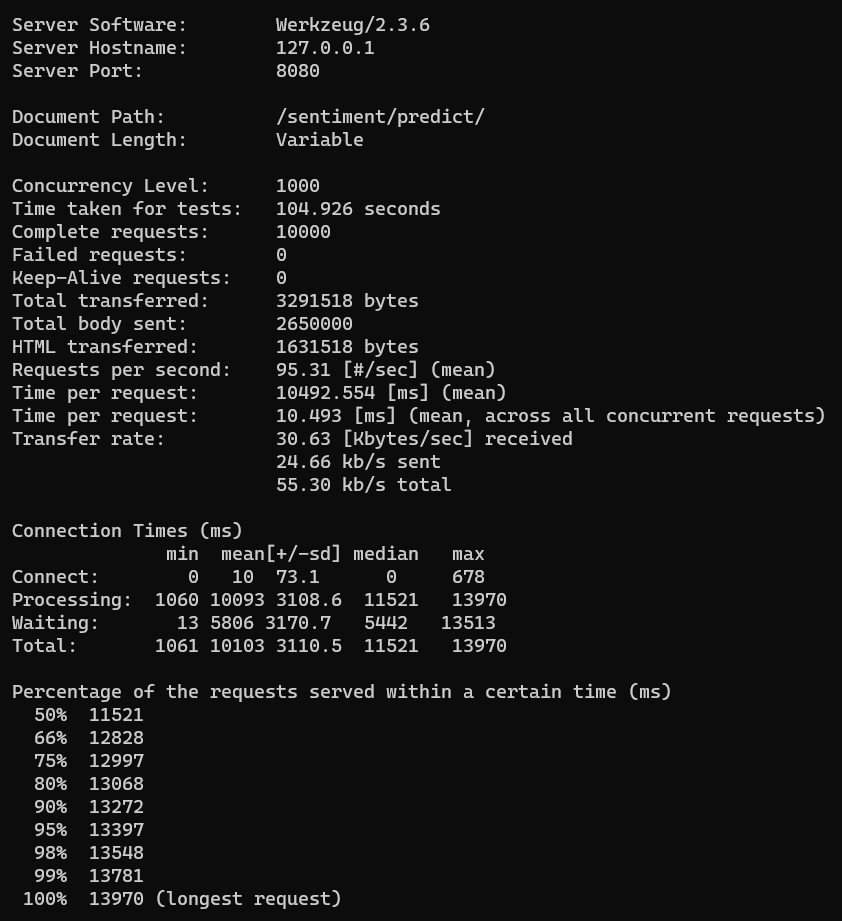 Server Software:        Werkzeug/2.3.6
Server Hostname:        127.0.0.1
Server Port:            8080

Document Path:          /sentiment/predict/
Document Length:        Variable

Concurrency Level:      1000
Time taken for tests:   104.926 seconds
Complete requests:      10000
Failed requests:        0
Keep-Alive requests:    0
Total transferred:      3291518 bytes
Total body sent:        2650000
HTML transferred:       1631518 bytes
Requests per second:    95.31 [#/sec] (mean)
Time per request:       10492.554 [ms] (mean)
Time per request:       10.493 [ms] (mean, across all concurrent requests)
Transfer rate:          30.63 [Kbytes/sec] received
                        24.66 kb/s sent
                        55.30 kb/s total

Connection Times (ms)
              min  mean[+/-sd] median   max
Connect:        0   10  73.1      0     678
Processing:  1060 10093 3108.6  11521   13970
Waiting:       13 5806 3170.7   5442   13513
Total:       1061 10103 3110.5  11521   13970

Percentage of the requests served within a certain time (ms)
  50%  11521
  66%  12828
  75%  12997
  80%  13068
  90%  13272
  95%  13397
  98%  13548
  99%  13781
 100%  13970 (longest request)